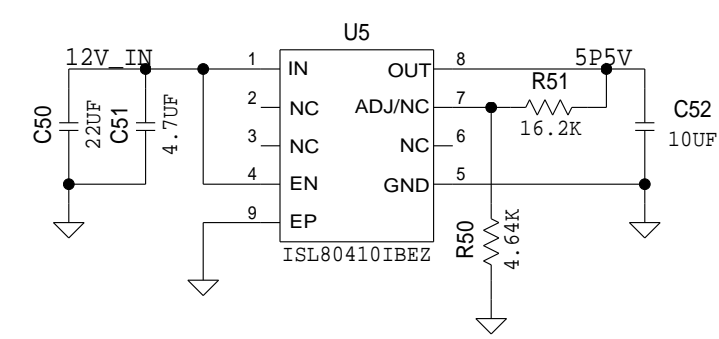 U5
12V_IN
1
IN
OUT
8
5P5V
R51
16.2K
2
NC
ADJ/NC
7
3
NC
NC
6
4
EN
GND
5
9
EP
C50
22UF
C51
4.7UF
C52
10UF
R50
4.64K
ISL80410IBEZ